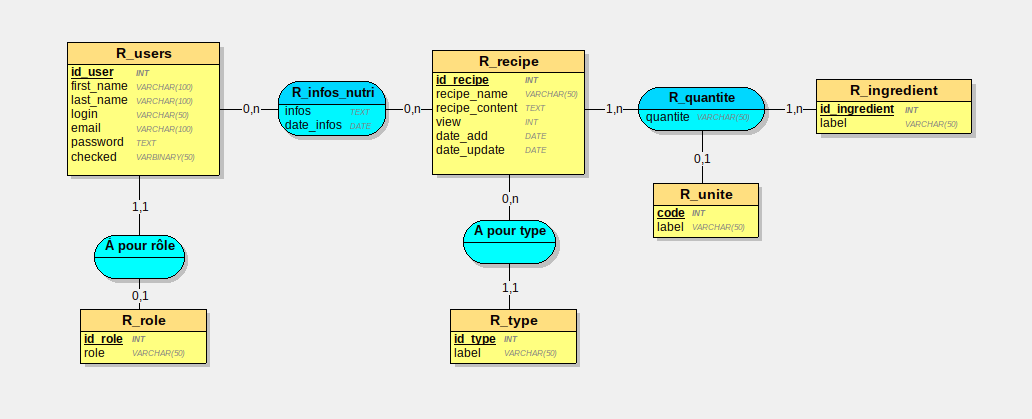 R_users
id_user INT
first_name VARCHAR(100)
last_name VARCHAR(100)
login VARCHAR(50)
email VARCHAR(100)
password TEXT
checked VARBINARY(50)
0,n
R_infos_nutri
infos TEXT
date_infos DATE
0,n
R_recipe
id_recipe INT
recipe_name VARCHAR(50)
recipe_content TEXT
view INT
date_add DATE
date_update DATE
1,n
R_quantite
quantite VARCHAR(50)
1,n
R_ingredient
id_ingredient INT
label VARCHAR(50)
0,1
R_unite
code INT
label VARCHAR(50)
1,1
A pour rôle
0,1
R_role
id_role INT
role VARCHAR(50)
0,n
A pour type
1,1
R_type
id_type INT
label VARCHAR(50)